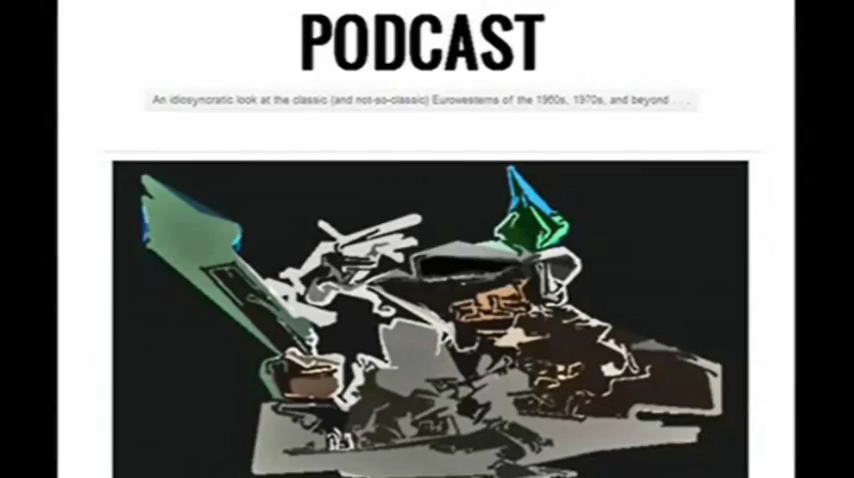 PODCAST
An idiosyncratic look at the classic (and not-so-classic) Eurowesterns of the 1960s, 1970s, and beyond . . .